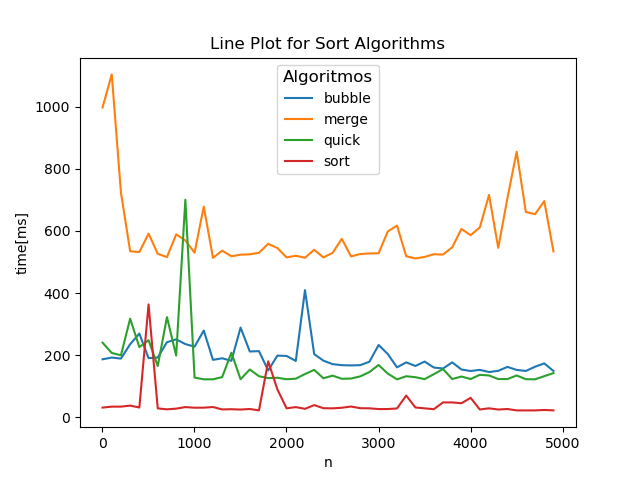 Line Plot for Sort Algorithms
Algoritmos
bubble
merge
quick
sort
time[ms]
1000
800
600
400
200
0
0 1000 2000 3000 4000 5000
n